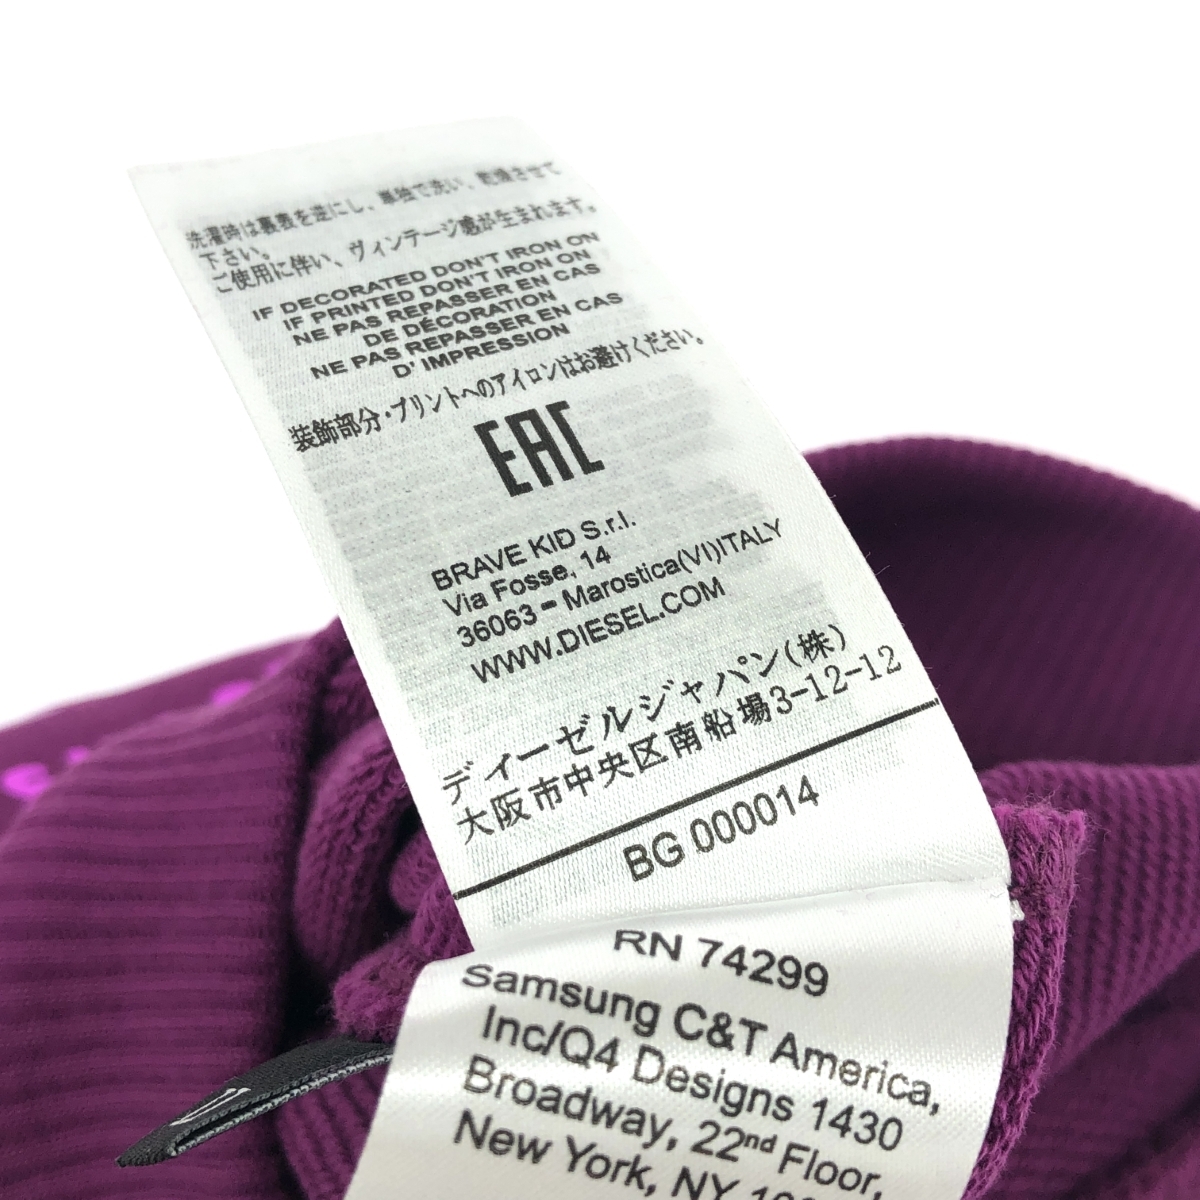 洗濯時は裏表を逆にし、単独で洗い、乾燥させて
下さい。
ご使用に伴い、ヴィンテージ感が生まれます。
IF DECORATED DON'T IRON ON
IF PRINTED DON'T IRON ON
NE PAS REPASSER EN CAS
DE DÉCORATION
NE PAS REPASSER EN CAS
D' IMPRESSION
装飾部分・プリントへのアイロンはお避けください。
EAC
BRAVE KID S.r.l.
Via Fosse, 14
36063 - Marostica(VI)ITALY
WWW.DIESEL.COM
ディーゼルジャパン(株)
大阪市中央区南船場3-12-12
BG 000014
RN 74299
Samsung C&T America,
Inc/Q4 Designs 1430
Broadway, 22nd Floor,
New York, NY